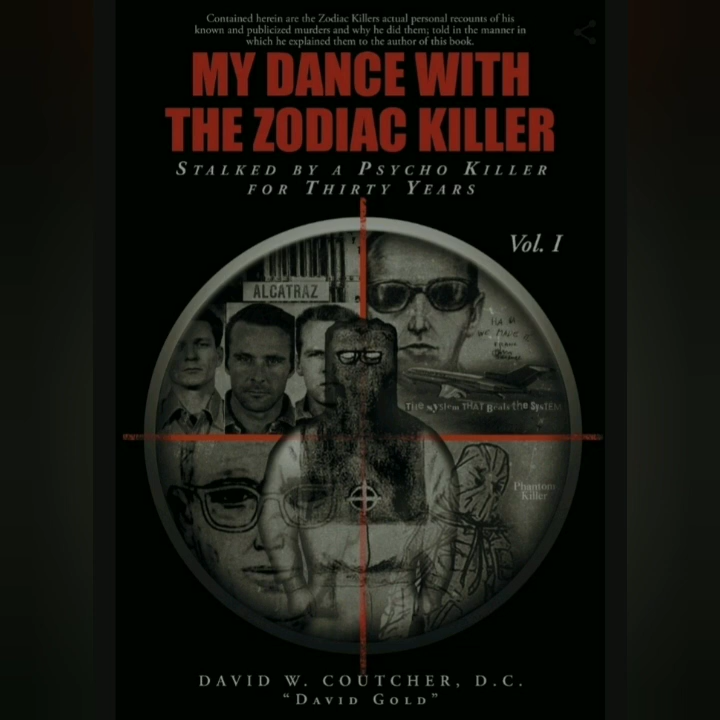 Contained herein are the Zodiac Killers actual personal recounts of his
known and publicized murders and why he did them; told in the manner in
which he explained them to the author of this book.
MY DANCE WITH
THE ZODIAC KILLER
STALKED BY A PSYCHO KILLER
FOR THIRTY YEARS
Vol. I
ALCATRAZ
THE system THAT Beats the SySTEM
Phantom
Killer
DAVID W. COUTCHER, D.C.
“DAVID GOLD”